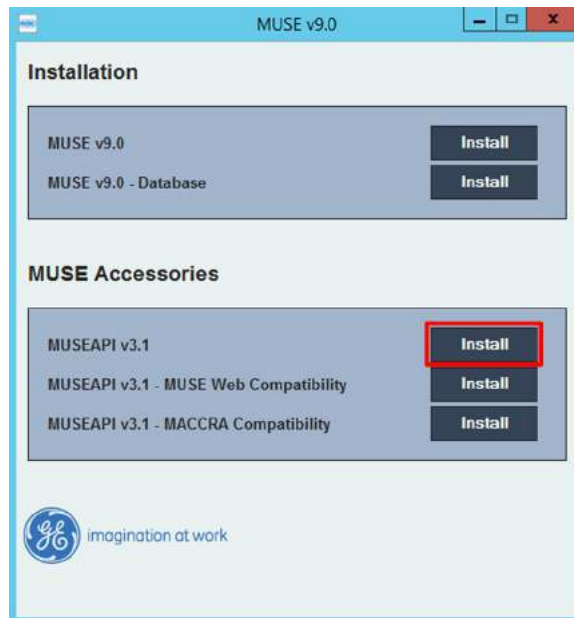 MUSE v9.0
Installation
MUSE v9.0 Install
MUSE v9.0 - Database Install
MUSE Accessories
MUSEAPI v3.1 Install
MUSEAPI v3.1 - MUSE Web Compatibility Install
MUSEAPI v3.1 - MACCRA Compatibility Install
GE imagination at work